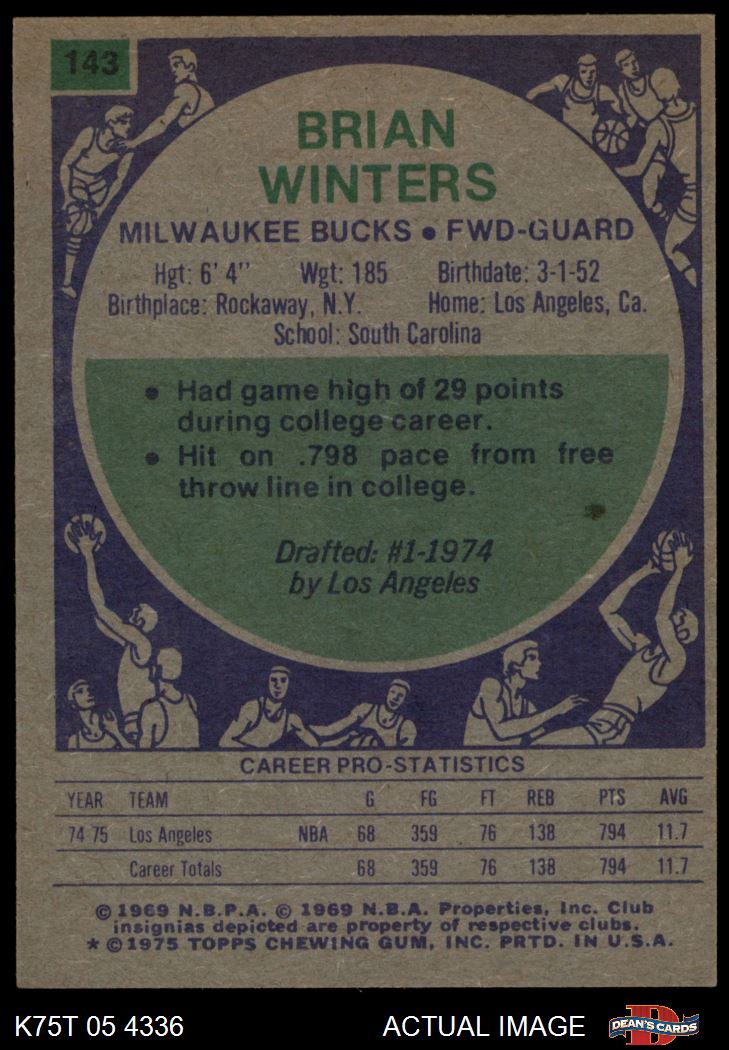 143
BRIAN
WINTERS
MILWAUKEE BUCKS • FWD-GUARD
Hgt: 6' 4" Wgt: 185 Birthdate: 3-1-52
Birthplace: Rockaway, N.Y. Home: Los Angeles, Ca.
School: South Carolina
• Had game high of 29 points
during college career.
• Hit on .798 pace from free
throw line in college.
Drafted: #1-1974
by Los Angeles
CAREER PRO-STATISTICS
YEAR TEAM G FG FT REB PTS AVG
74-75 Los Angeles NBA 68 359 76 138 794 11.7
Career Totals 68 359 76 138 794 11.7
© 1969 N.B.P.A. © 1969 N.B.A. Properties, Inc. Club
insignias depicted are property of respective clubs.
* © 1975 TOPPS CHEWING GUM, INC. PRTD. IN U.S.A.
K75T 05 4336 ACTUAL IMAGE D DEAN'S CARDS